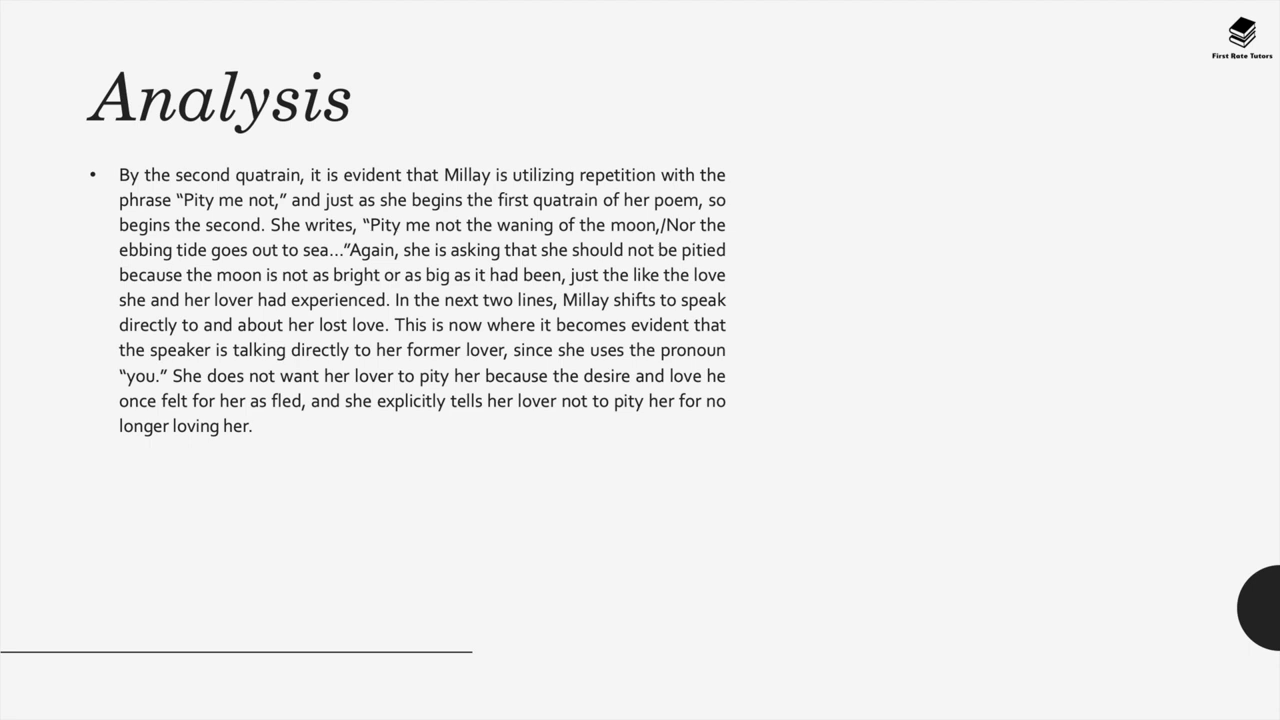 First Rate Tutors
Analysis
• By the second quatrain, it is evident that Millay is utilizing repetition with the
phrase “Pity me not,” and just as she begins the first quatrain of her poem, so
begins the second. She writes, “Pity me not the waning of the moon,/Nor the
ebbing tide goes out to sea…”Again, she is asking that she should not be pitied
because the moon is not as bright or as big as it had been, just the like the love
she and her lover had experienced. In the next two lines, Millay shifts to speak
directly to and about her lost love. This is now where it becomes evident that
the speaker is talking directly to her former lover, since she uses the pronoun
“you.” She does not want her lover to pity her because the desire and love he
once felt for her as fled, and she explicitly tells her lover not to pity her for no
longer loving her.